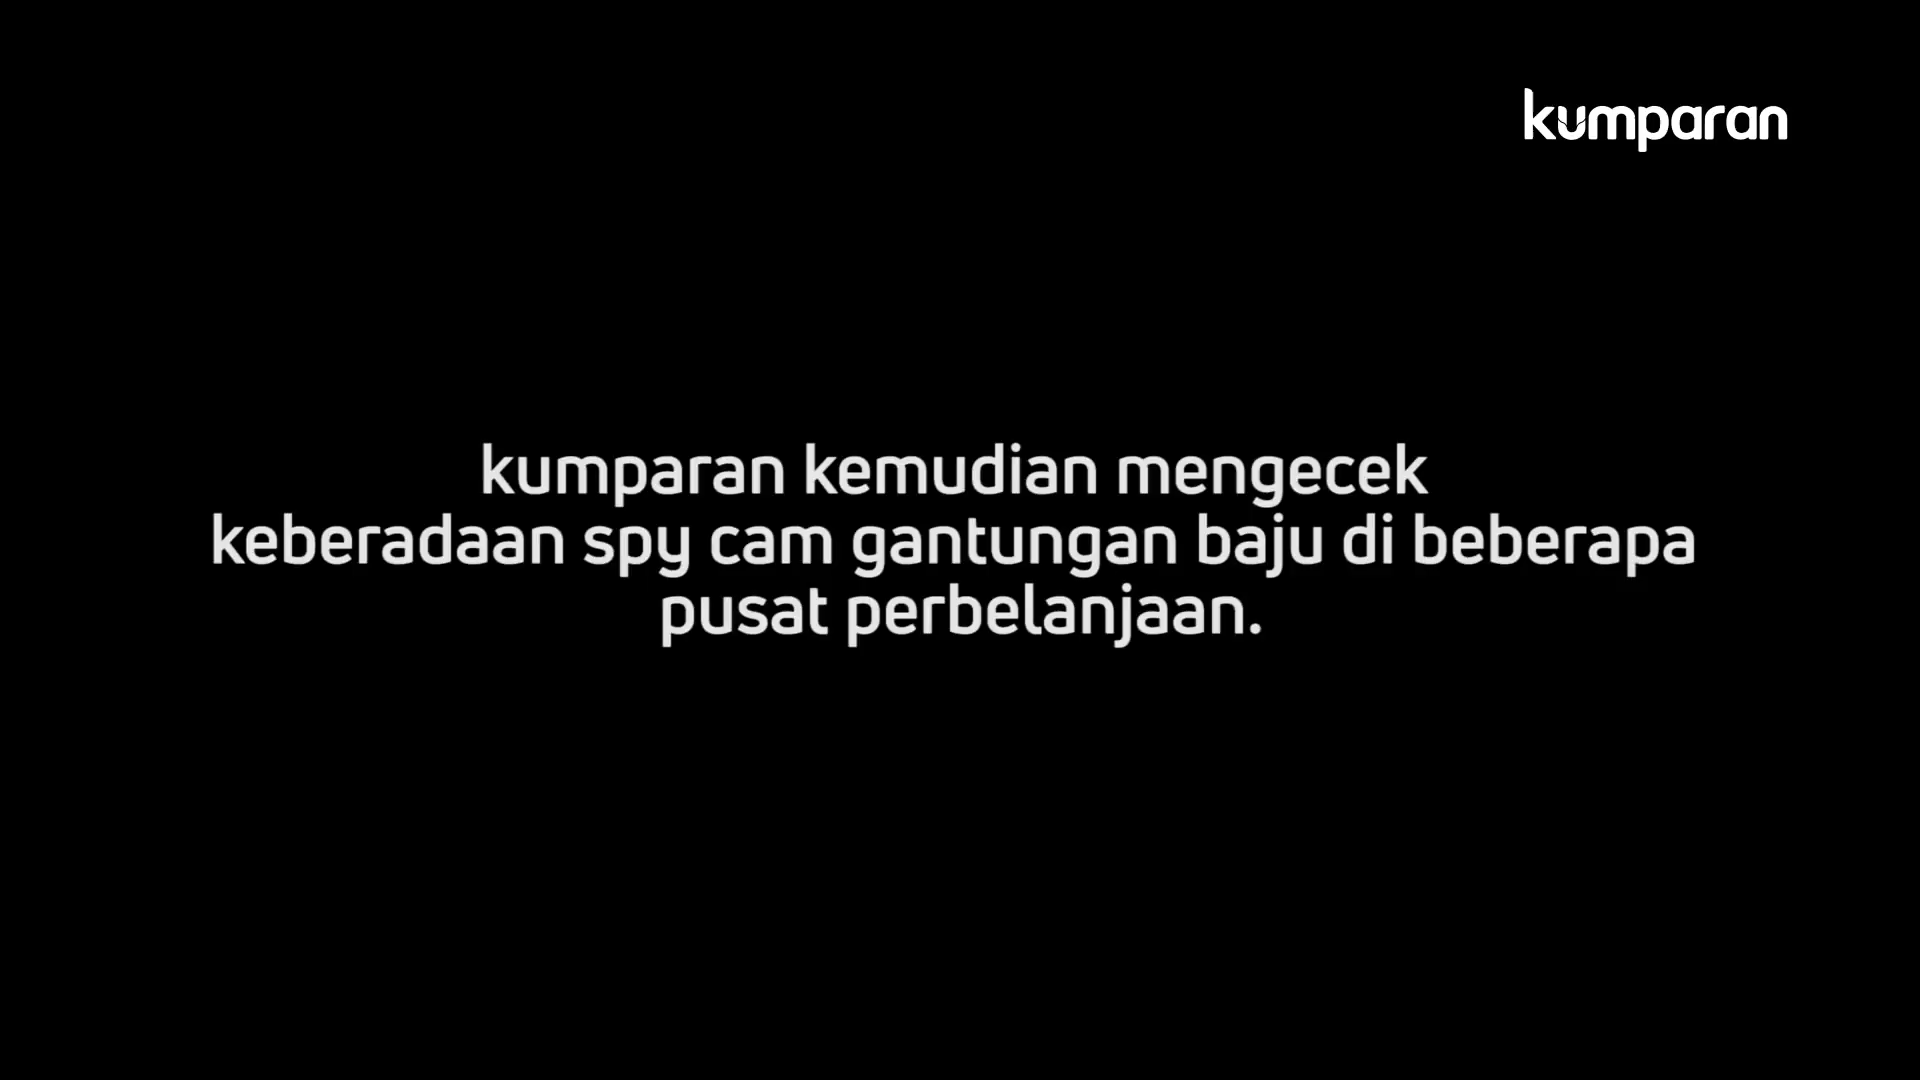 kumparan
kumparan kemudian mengecek
keberadaan spy cam gantungan baju di beberapa
pusat perbelanjaan.